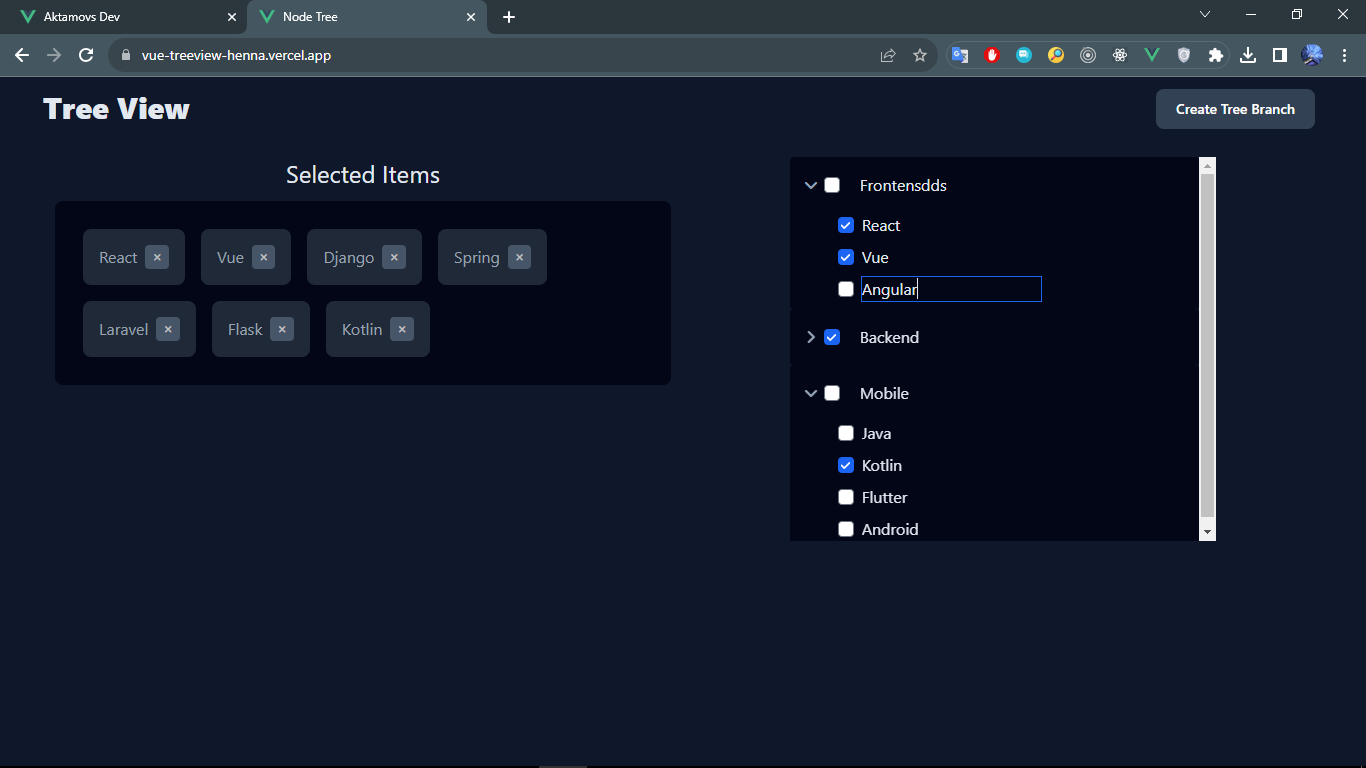 Aktamovs Dev
Node Tree
vue-treeview-henna.vercel.app
Tree View
Create Tree Branch
Selected Items
React ×
Vue ×
Django ×
Spring ×
Laravel ×
Flask ×
Kotlin ×
Frontensdds
React
Vue
Angular
Backend
Mobile
Java
Kotlin
Flutter
Android